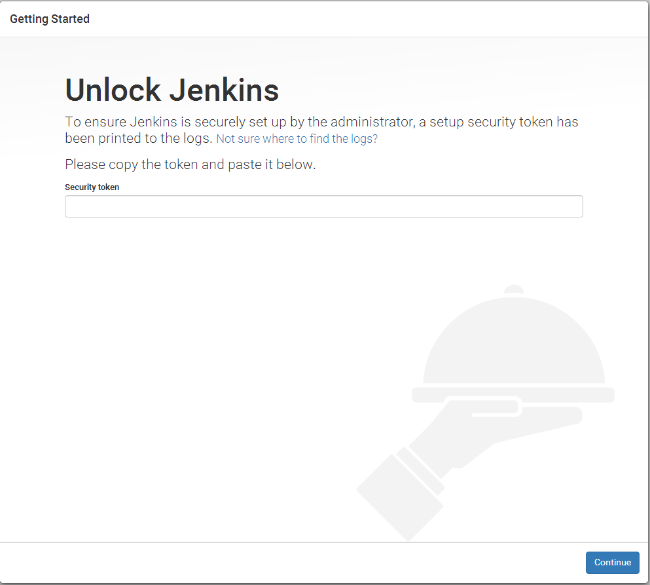 Getting Started
Unlock Jenkins
To ensure Jenkins is securely set up by the administrator, a setup security token has
been printed to the logs. Not sure where to find the logs?
Please copy the token and paste it below.
Security token
Continue